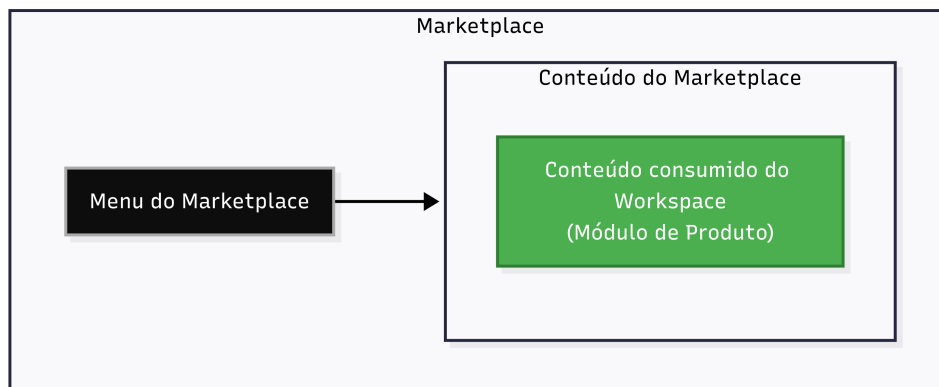 Marketplace
Conteúdo do Marketplace
Menu do Marketplace
Conteúdo consumido do
Workspace
(Módulo de Produto)